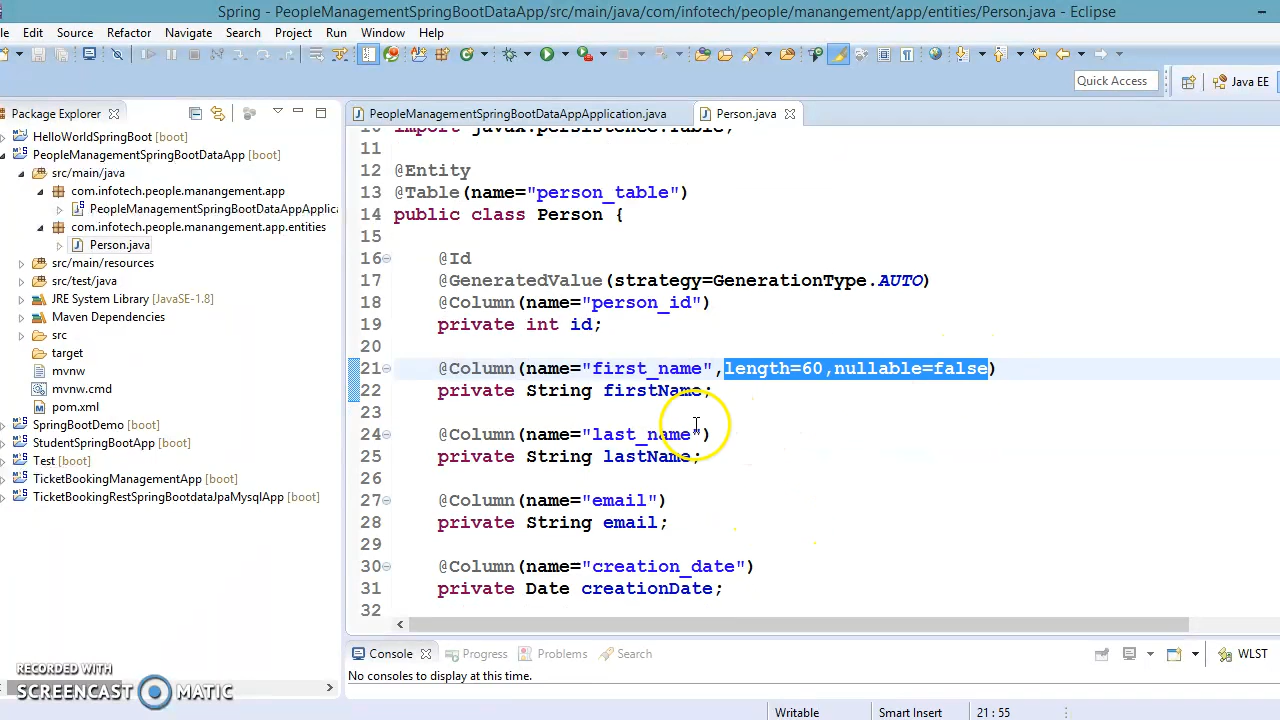 Spring - PeopleManagementSpringBootDataApp/src/main/java/com/infotech/people/manangement/app/entities/Person.java - Eclipse
Edit Source Refactor Navigate Search Project Run Window Help
Quick Access
Java EE
Package Explorer
HelloWorldSpringBoot [boot]
PeopleManagementSpringBootDataApp [boot]
src/main/java
com.infotech.people.manangement.app
PeopleManagementSpringBootDataAppApplica
com.infotech.people.manangement.app.entities
Person.java
src/main/resources
src/test/java
JRE System Library [JavaSE-1.8]
Maven Dependencies
src
target
mvnw
mvnw.cmd
pom.xml
SpringBootDemo [boot]
StudentSpringBootApp [boot]
Test [boot]
TicketBookingManagementApp [boot]
TicketBookingRestSpringBootdataJpaMysqlApp [boot]
PeopleManagementSpringBootDataAppApplication.java
Person.java
10 import javax.persistence.Table;
11
12 @Entity
13 @Table(name="person_table")
14 public class Person {
15
16 @Id
17 @GeneratedValue(strategy=GenerationType.AUTO)
18 @Column(name="person_id")
19 private int id;
20
21 @Column(name="first_name",length=60,nullable=false)
22 private String firstName;
23
24 @Column(name="last_name")
25 private String lastName;
26
27 @Column(name="email")
28 private String email;
29
30 @Column(name="creation_date")
31 private Date creationDate;
32
Console Progress Problems Search
WLST
No consoles to display at this time.
RECORDED WITH
SCREENCAST MATIC
Writable
Smart Insert
21 : 55